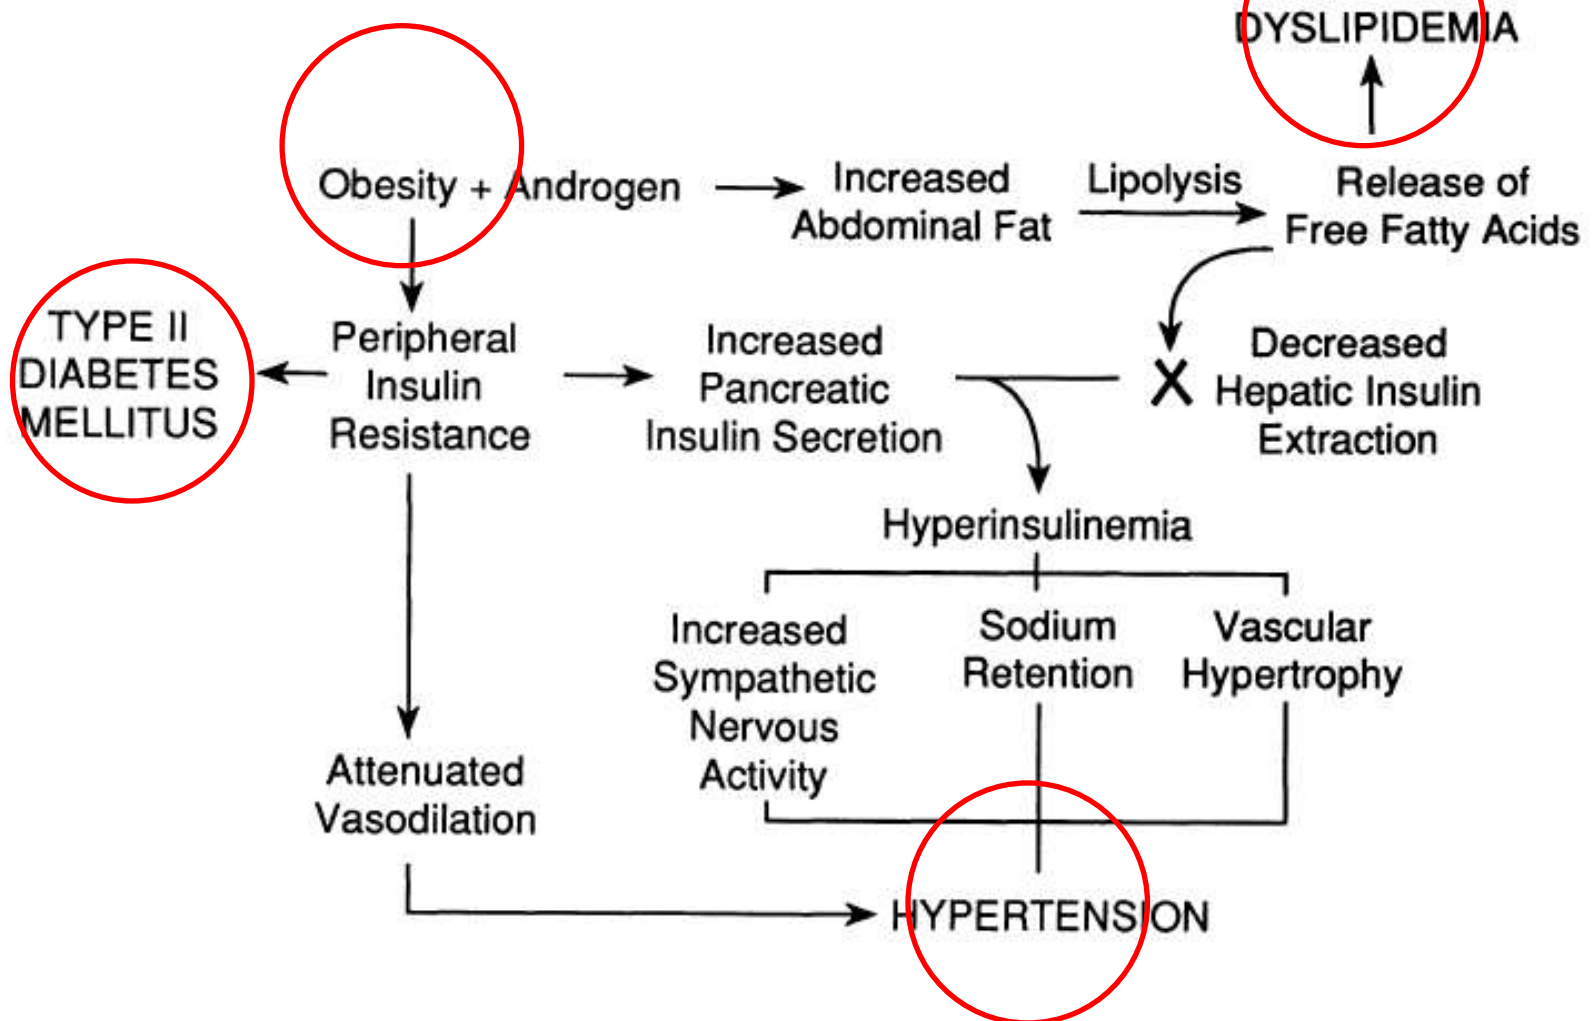 DYSLIPIDEMIA
Obesity + Androgen
Increased
Abdominal Fat
Lipolysis
Release of
Free Fatty Acids
TYPE II
DIABETES
MELLITUS
Peripheral
Insulin
Resistance
Increased
Pancreatic
Insulin Secretion
X
Decreased
Hepatic Insulin
Extraction
Hyperinsulinemia
Increased
Sympathetic
Nervous
Activity
Sodium
Retention
Vascular
Hypertrophy
Attenuated
Vasodilation
HYPERTENSION